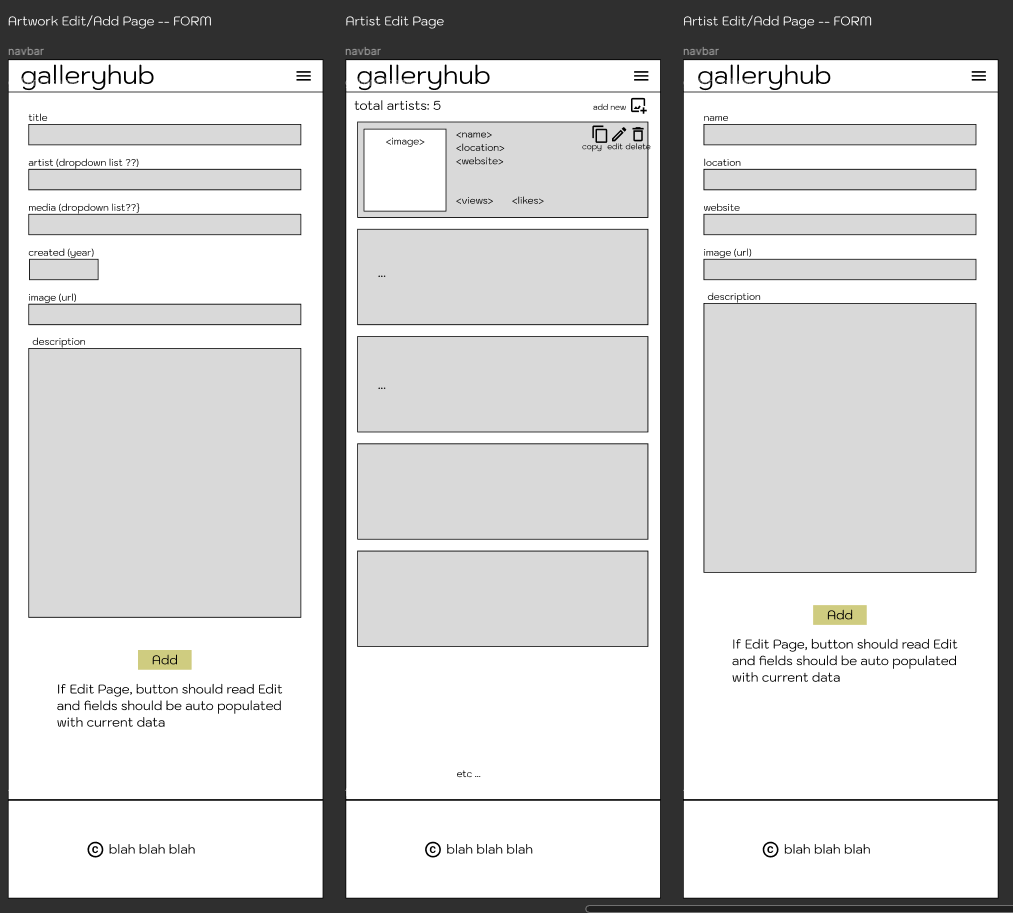 Artwork Edit/Add Page -- FORM
navbar
galleryhub
title
artist (dropdown list ??)
media (dropdown list??)
created (year)
image (url)
description
Add
If Edit Page, button should read Edit
and fields should be auto populated
with current data
© blah blah blah
Artist Edit Page
navbar
galleryhub
total artists: 5
add new
<image>
<name>
<location>
<website>
copy edit delete
<views> <likes>
...
...
etc ...
© blah blah blah
Artist Edit/Add Page -- FORM
navbar
galleryhub
name
location
website
image (url)
description
Add
If Edit Page, button should read Edit
and fields should be auto populated
with current data
© blah blah blah